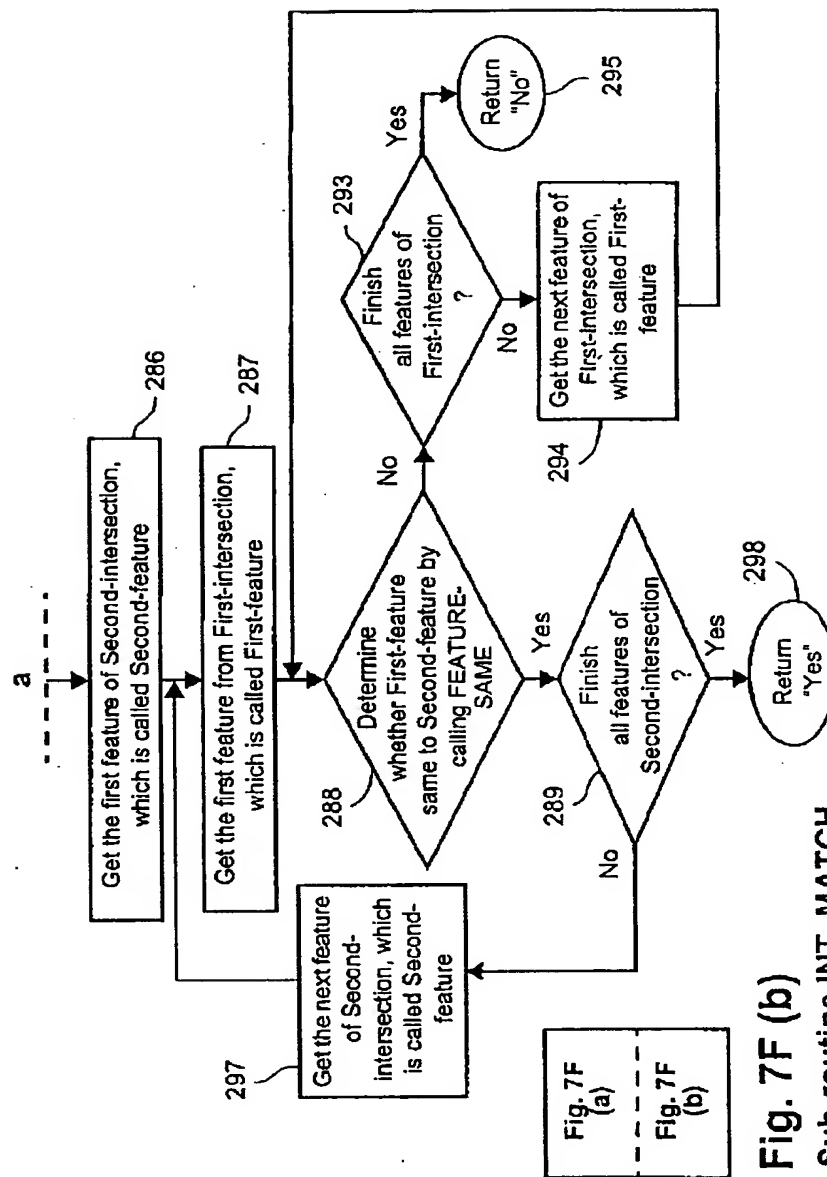 a
Get the first feature of Second-intersection,
which is called Second-feature
286
Get the first feature from First-intersection,
which is called First-feature
287
Determine
whether First-feature
same to Second-feature by
calling FEATURE-
SAME
288
No
Yes
Finish
all features of
First-intersection
?
293
Yes
No
Return
"No"
295
Get the next feature of
First-Intersection,
which is called First-
feature
294
Finish
all features of
Second-intersection
?
289
No
Yes
Return
"Yes"
298
Get the next feature
of Second-
intersection, which
is called Second-
feature
297
Fig. 7F
(a)
Fig. 7F
(b)
Fig. 7F (b)
Sub-routine INT_MATCH